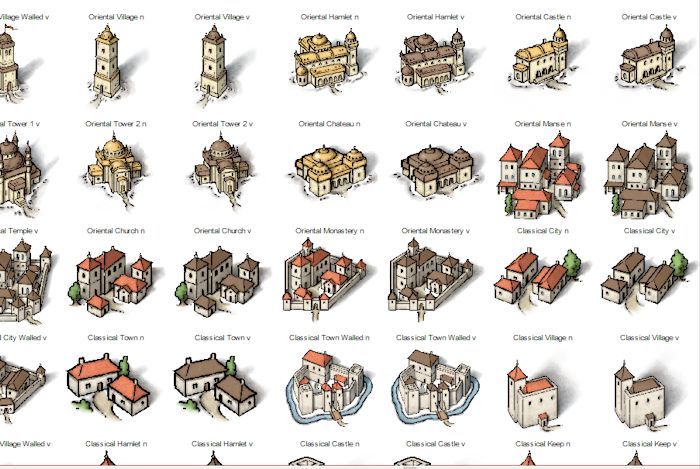 Village Walled v Oriental Village n Oriental Village v Oriental Hamlet n Oriental Hamlet v Oriental Castle n Oriental Castle v
al Tower 1 v Oriental Tower 2 n Oriental Tower 2 v Oriental Chateau n Oriental Chateau v Oriental Manse n Oriental Manse v
al Temple v Oriental Church n Oriental Church v Oriental Monastery n Oriental Monastery v Classical City n Classical City v
l City Walled v Classical Town n Classical Town v Classical Town Walled n Classical Town Walled v Classical Village n Classical Village v
Village Walled v Classical Hamlet n Classical Hamlet v Classical Castle n Classical Castle v Classical Keep n Classical Keep v